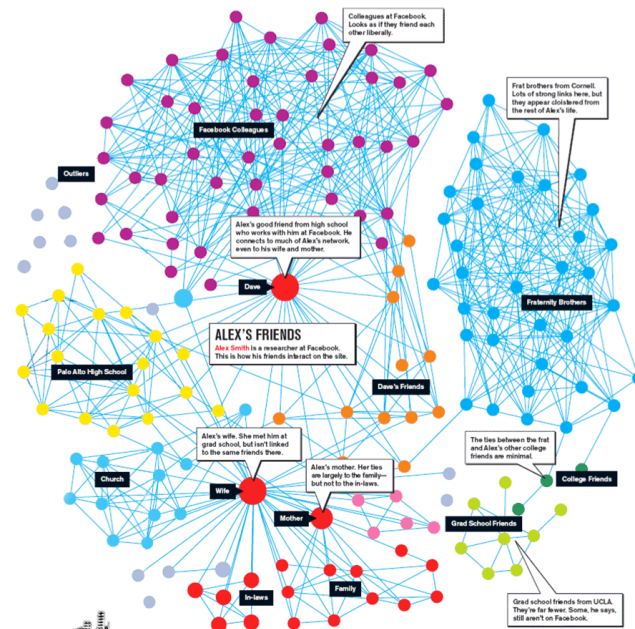 Colleagues at Facebook.
Looks as if they friend each
other liberally.
Frat brothers from Cornell.
Lots of strong links here, but
they appear cloistered from
the rest of Alex's life.
Facebook Colleagues
Outliers
Alex's good friend from high school
who works with him at Facebook. He
connects to much of Alex's network,
even to his wife and mother.
Dave
Fraternity Brothers
ALEX'S FRIENDS
Alex Smith is a researcher at Facebook.
This is how his friends interact on the site.
Palo Alto High School
Dave's Friends
Alex's wife. She met him at
grad school, but isn't linked
to the same friends there.
The ties between the frat
and Alex's other college
friends are minimal.
Alex's mother. Her ties
are largely to the family—
but not to the in-laws.
Church
College Friends
Wife
Mother
Grad School Friends
In-laws
Family
Grad school friends from UCLA.
They're far fewer. Some, he says,
still aren't on Facebook.